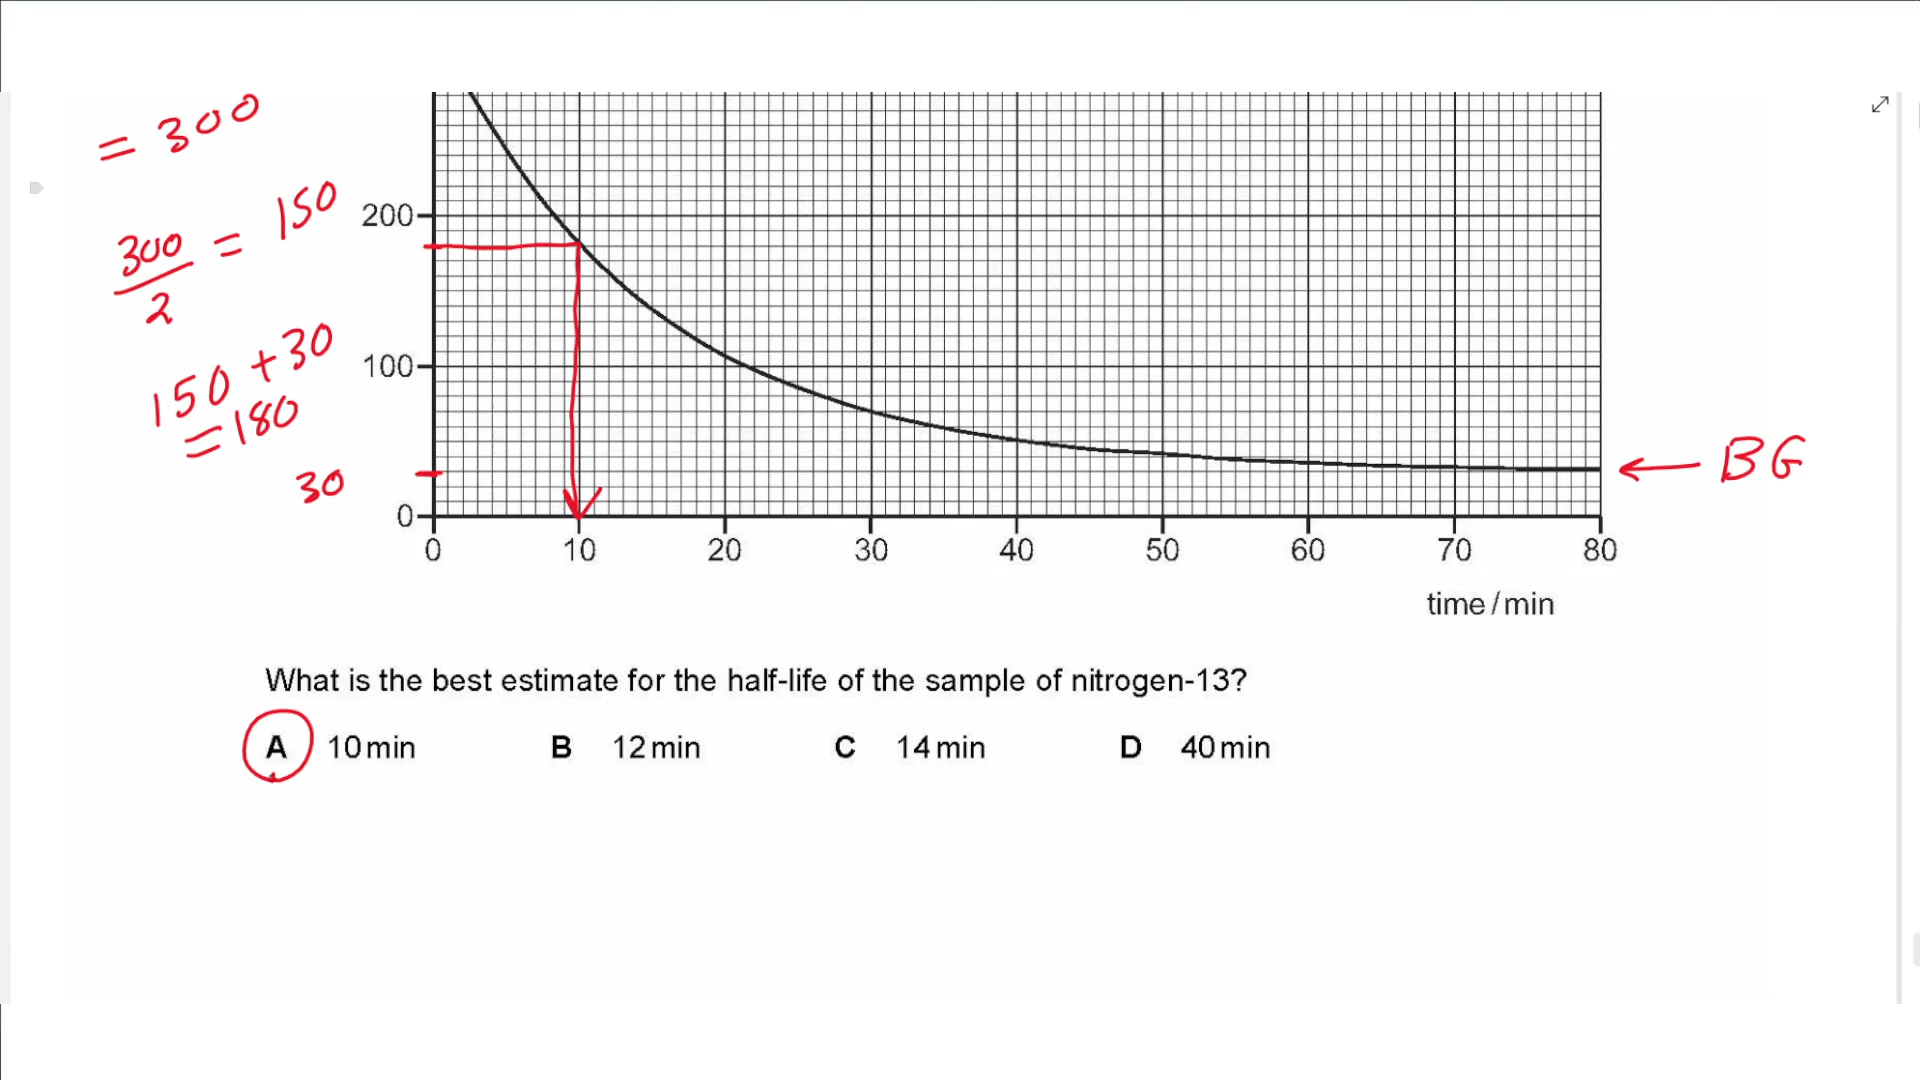 = 300
300/2 = 150
200
150 + 30
= 180
100
30
BG
0
0 10 20 30 40 50 60 70 80
time/min
What is the best estimate for the half-life of the sample of nitrogen-13?
A 10 min B 12 min C 14 min D 40 min